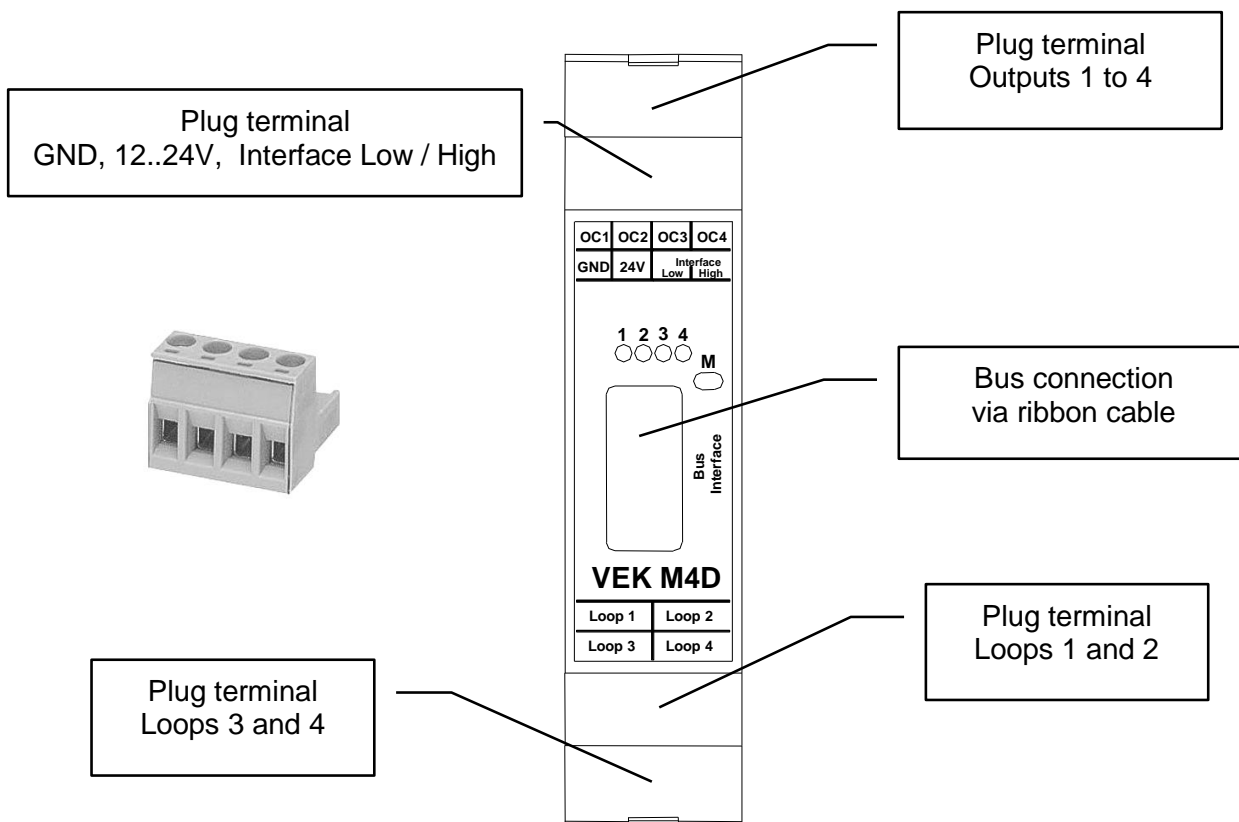 Plug terminal
Outputs 1 to 4
Plug terminal
GND, 12..24V, Interface Low / High
OC1 OC2 OC3 OC4
GND 24V Interface
Low High
1 2 3 4
M
Bus connection
via ribbon cable
Bus
Interface
VEK M4D
Loop 1 Loop 2
Loop 3 Loop 4
Plug terminal
Loops 1 and 2
Plug terminal
Loops 3 and 4